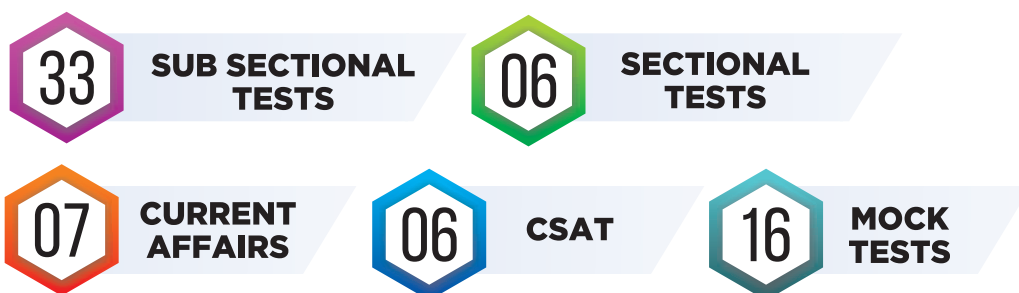 33
SUB SECTIONAL
TESTS
06
SECTIONAL
TESTS
07
CURRENT
AFFAIRS
06
CSAT
16
MOCK
TESTS